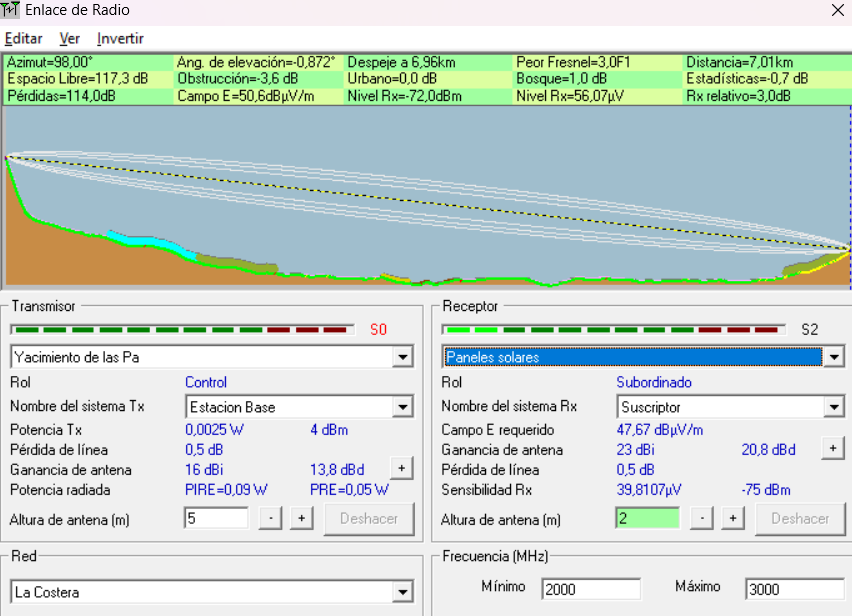 Enlace de Radio
Editar Ver Invertir
Azimut=98,00° Ang. de elevación=-0,872° Despeje a 6,96km Peor Fresnel=3,0F1 Distancia=7,01km
Espacio Libre=117,3 dB Obstrucción=-3,6 dB Urbano=0,0 dB Bosque=1,0 dB Estadísticas=-0,7 dB
Pérdidas=114,0dB Campo E=50,6dBµV/m Nivel Rx=-72,0dBm Nivel Rx=56,07µV Rx relativo=3,0dB
Transmisor
S0
Yacimiento de las Pa
Rol Control
Nombre del sistema Tx Estacion Base
Potencia Tx 0,0025 W 4 dBm
Pérdida de línea 0,5 dB
Ganancia de antena 16 dBi 13,8 dBd +
Potencia radiada PIRE=0,09 W PRE=0,05 W
Altura de antena (m) 5 - + Deshacer
Receptor
S2
Paneles solares
Rol Subordinado
Nombre del sistema Rx Suscriptor
Campo E requerido 47,67 dBµV/m
Ganancia de antena 23 dBi 20,8 dBd +
Pérdida de línea 0,5 dB
Sensibilidad Rx 39,8107µV -75 dBm
Altura de antena (m) 2 - + Deshacer
Red
La Costera
Frecuencia (MHz)
Mínimo 2000 Máximo 3000